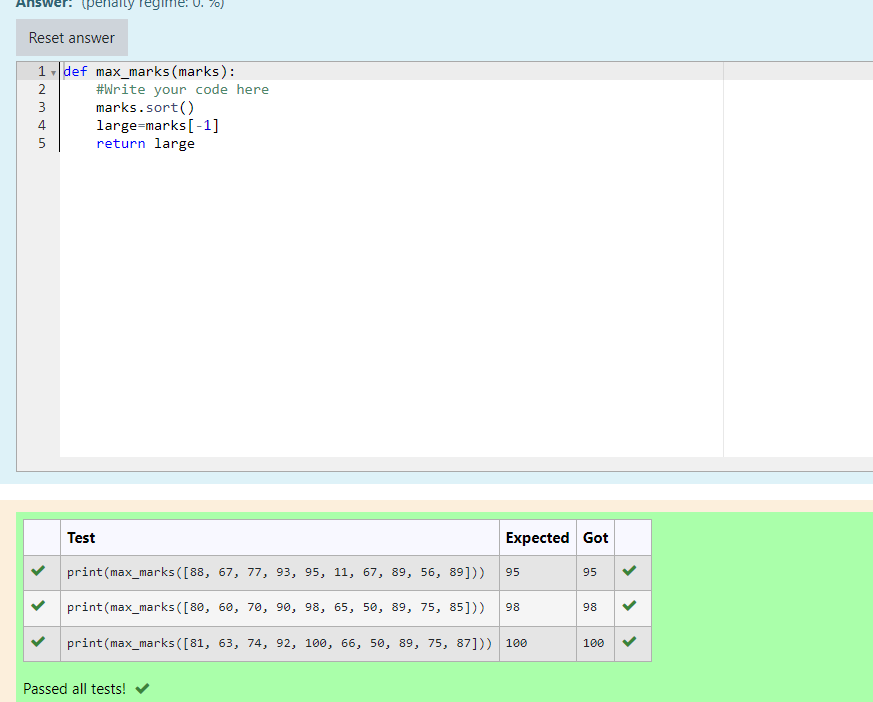 Answer: (penalty regime: 0. %)
Reset answer
1 def max_marks(marks):
2 #Write your code here
3 marks.sort()
4 large=marks[-1]
5 return large
Test Expected Got
print(max_marks([88, 67, 77, 93, 95, 11, 67, 89, 56, 89])) 95 95
print(max_marks([80, 60, 70, 90, 98, 65, 50, 89, 75, 85])) 98 98
print(max_marks([81, 63, 74, 92, 100, 66, 50, 89, 75, 87])) 100 100
Passed all tests!